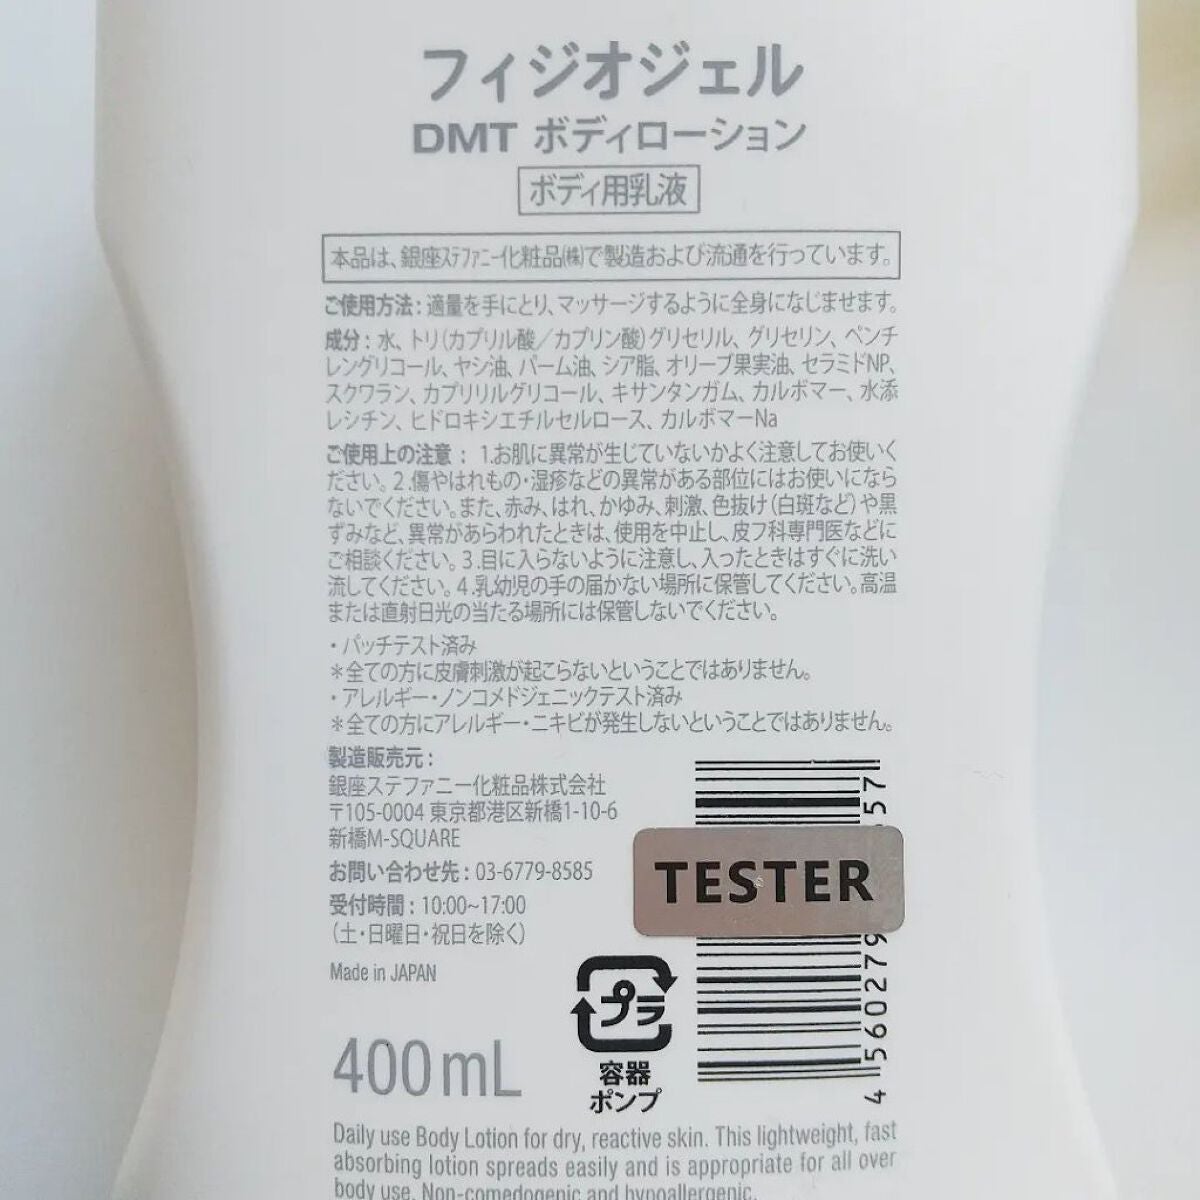 フィジオジェル
DMT ボディローション
ボディ用乳液
本品は、銀座ステファニー化粧品㈱で製造および流通を行っています。
ご使用方法：適量を手にとり、マッサージするように全身になじませます。
成分：水、トリ（カプリル酸／カプリン酸）グリセリル、グリセリン、ペンチ
レングリコール、ヤシ油、パーム油、シア脂、オリーブ果実油、セラミドNP、
スクワラン、カプリリルグリコール、キサンタンガム、カルボマー、水添
レシチン、ヒドロキシエチルセルロース、カルボマーNa
ご使用上の注意：1.お肌に異常が生じていないかよく注意してお使いく
ださい。2.傷やはれもの・湿疹などの異常がある部位にはお使いになら
ないでください。また、赤み、はれ、かゆみ、刺激、色抜け（白斑など）や黒
ずみなど、異常があらわれたときは、使用を中止し、皮フ科専門医などに
ご相談ください。3.目に入らないように注意し、入ったときはすぐに洗い
流してください。4.乳幼児の手の届かない場所に保管してください。高温
または直射日光の当たる場所には保管しないでください。
・パッチテスト済み
＊全ての方に皮膚刺激が起こらないということではありません。
・アレルギー・ノンコメドジェニックテスト済み
＊全ての方にアレルギー・ニキビが発生しないということではありません。
製造販売元：
銀座ステファニー化粧品株式会社
〒105-0004 東京都港区新橋1-10-6
新橋M-SQUARE
お問い合わせ先：03-6779-8585
受付時間：10:00~17:00
（土・日曜日・祝日を除く）
Made in JAPAN
400mL
TESTER
4 560279 57
プラ
容器
ポンプ
Daily use Body Lotion for dry, reactive skin. This lightweight, fast
absorbing lotion spreads easily and is appropriate for all over
body use. Non-comedogenic and hypoallergenic.